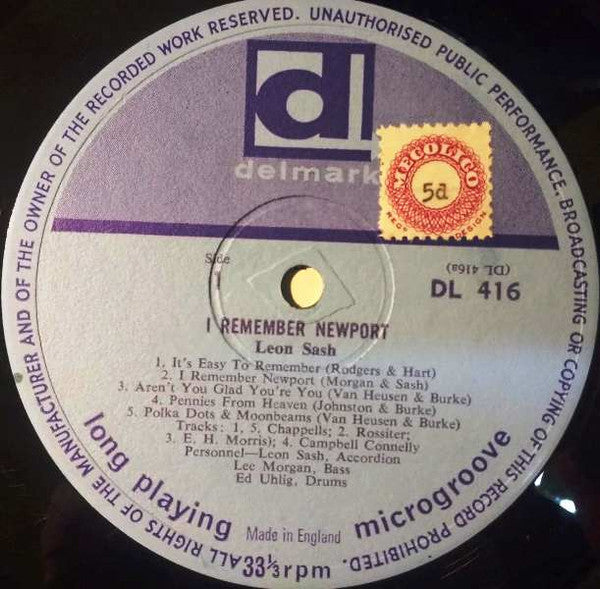 ALL RIGHTS OF THE MANUFACTURER AND OF THE OWNER OF THE RECORDED WORK RESERVED. UNAUTHORISED PUBLIC PERFORMANCE, BROADCASTING OR COPYING OF THIS RECORD PROHIBITED.
dl
delmark
MECOLICO
5d
Side
1
(DL 416a)
DL 416
I REMEMBER NEWPORT
Leon Sash
1. It's Easy To Remember (Rodgers & Hart)
2. I Remember Newport (Morgan & Sash)
3. Aren't You Glad You're You (Van Heusen & Burke)
4. Pennies From Heaven (Johnston & Burke)
5. Polka Dots & Moonbeams (Van Heusen & Burke)
Tracks: 1, 5. Chappells; 2. Rossiter;
3. E. H. Morris); 4. Campbell Connelly
Personnel—Leon Sash, Accordion
Lee Morgan, Bass
Ed Uhlig, Drums
long playing
Made in England
microgroove
33⅓rpm